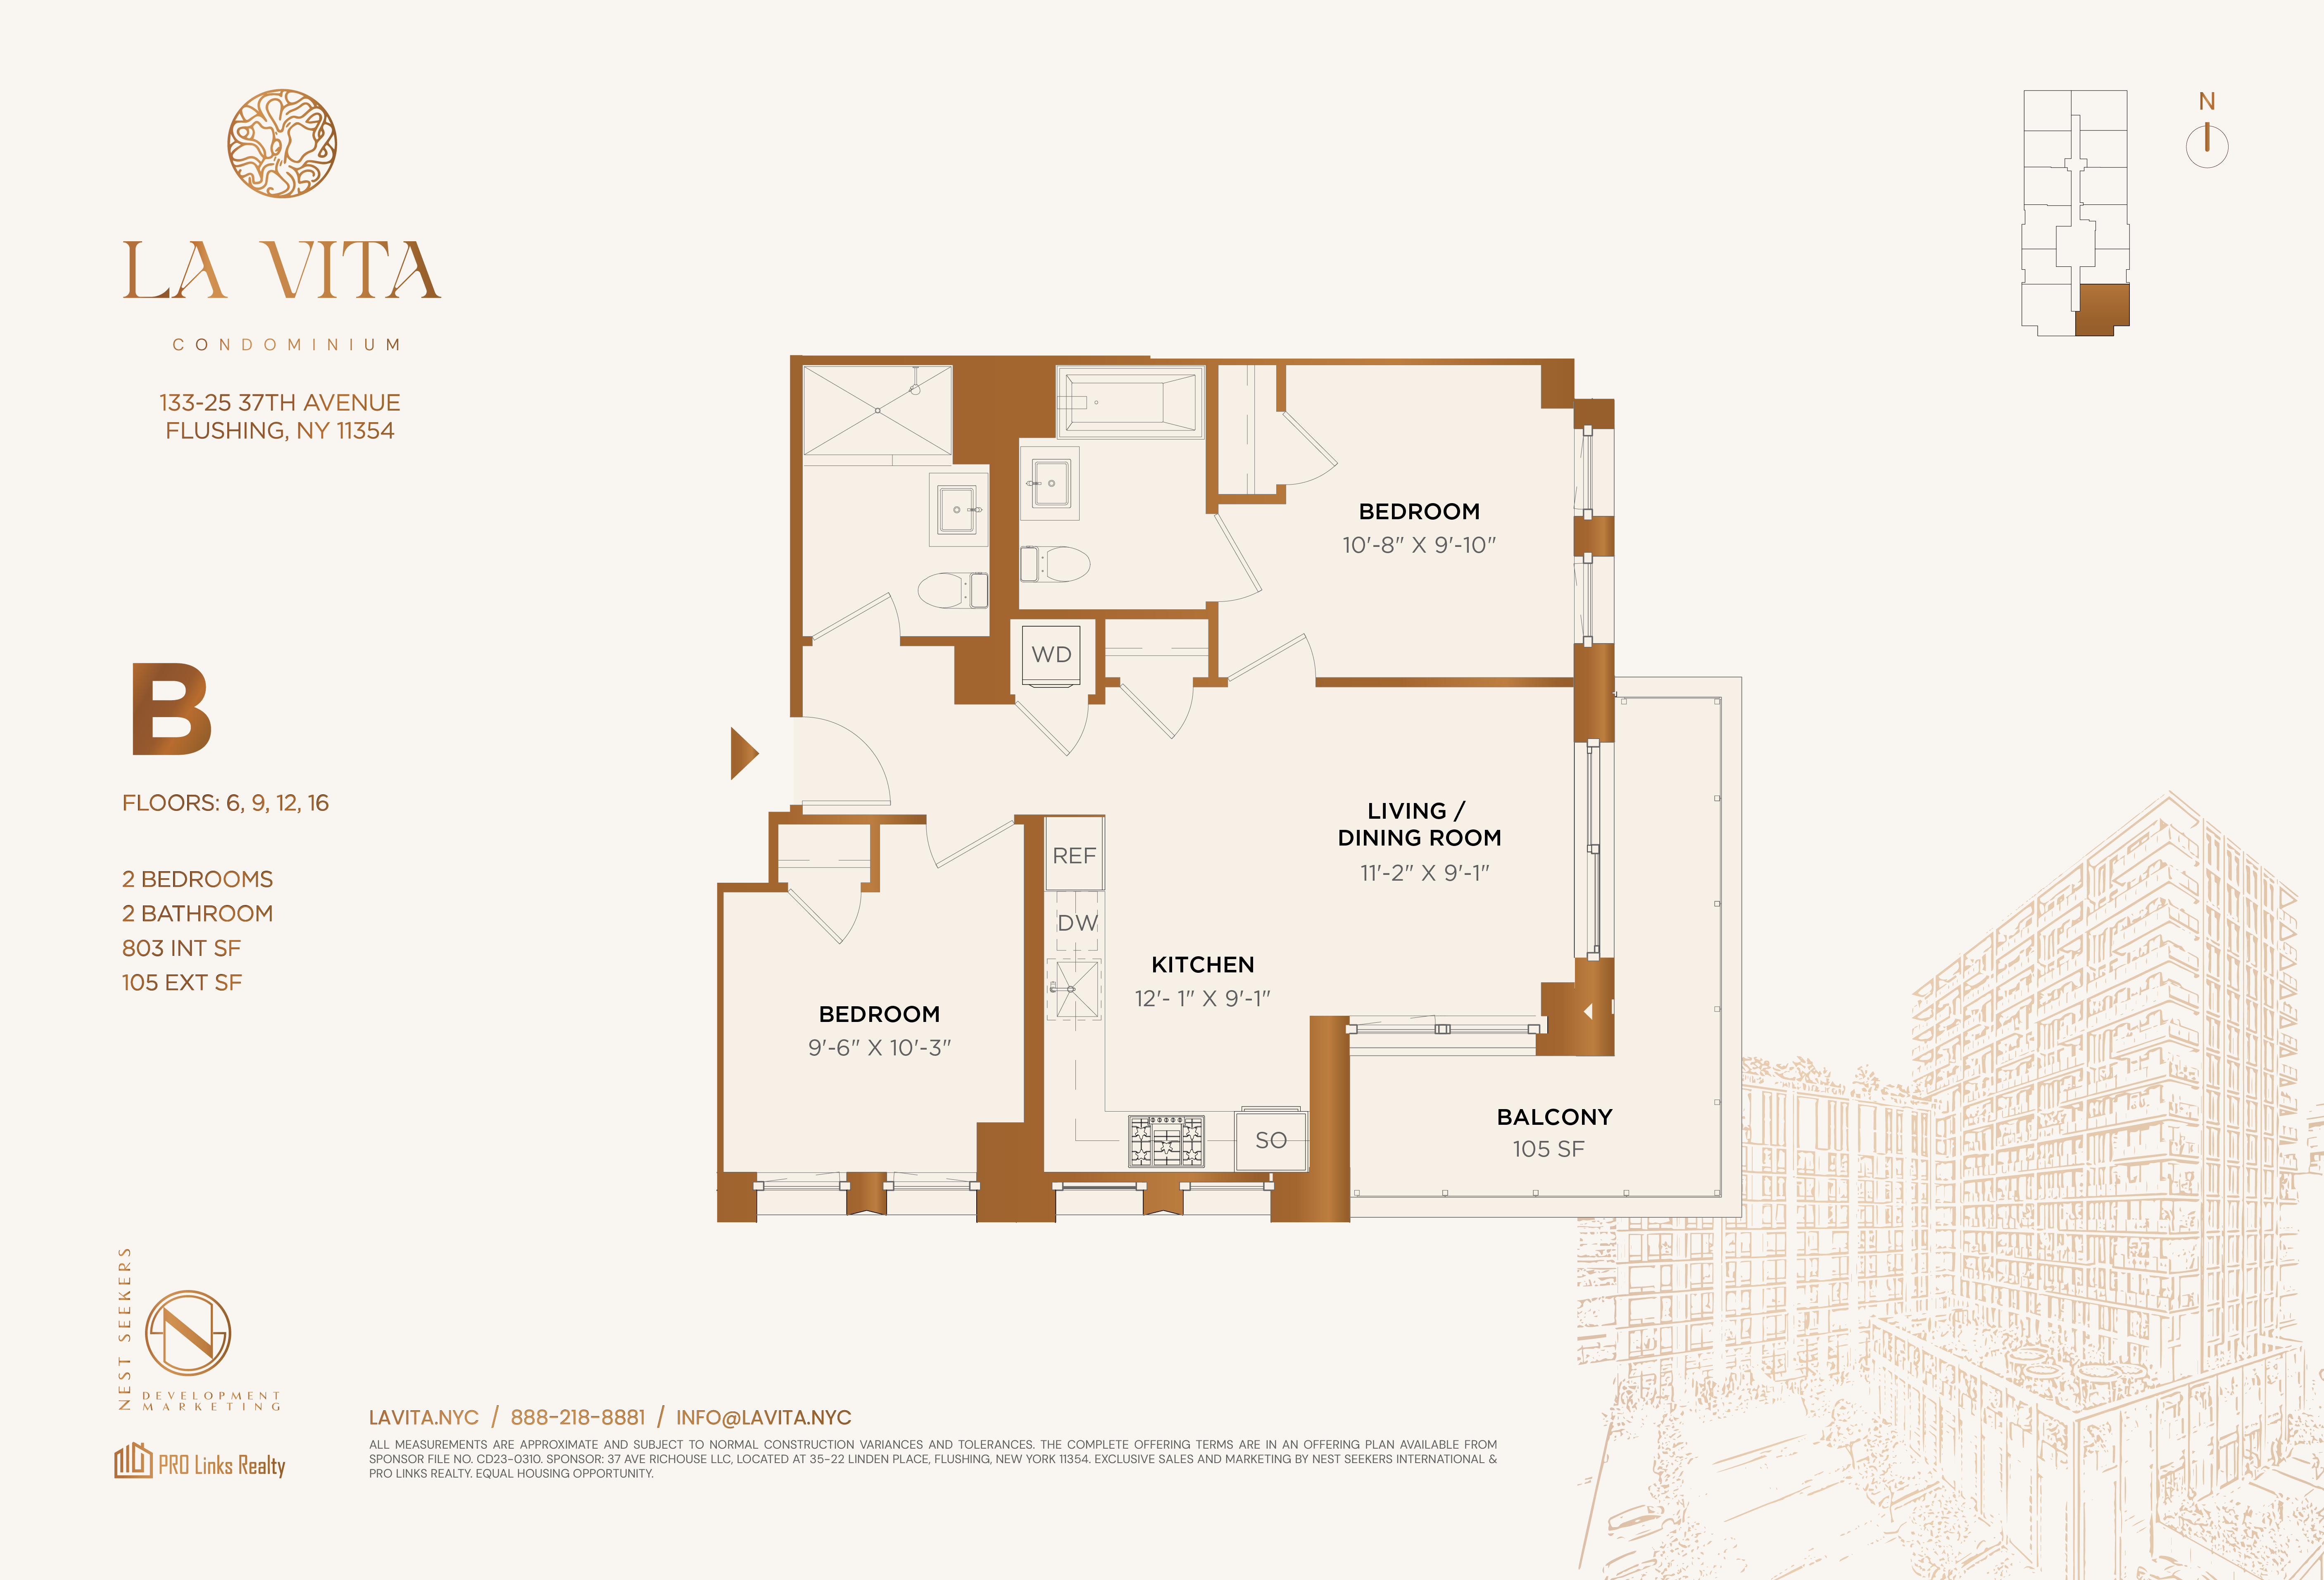 LA VITA
CONDOMINIUM
133-25 37TH AVENUE
FLUSHING, NY 11354
N
B
FLOORS: 6, 9, 12, 16
2 BEDROOMS
2 BATHROOM
803 INT SF
105 EXT SF
BEDROOM
10'-8" X 9'-10"
WD
LIVING /
DINING ROOM
11'-2" X 9'-1"
REF
DW
KITCHEN
12'- 1" X 9'-1"
BEDROOM
9'-6" X 10'-3"
SO
BALCONY
105 SF
NEST SEEKERS
N
DEVELOPMENT
MARKETING
PRO Links Realty
LAVITA.NYC / 888-218-8881 / INFO@LAVITA.NYC
ALL MEASUREMENTS ARE APPROXIMATE AND SUBJECT TO NORMAL CONSTRUCTION VARIANCES AND TOLERANCES. THE COMPLETE OFFERING TERMS ARE IN AN OFFERING PLAN AVAILABLE FROM
SPONSOR FILE NO. CD23-0310. SPONSOR: 37 AVE RICHOUSE LLC, LOCATED AT 35-22 LINDEN PLACE, FLUSHING, NEW YORK 11354. EXCLUSIVE SALES AND MARKETING BY NEST SEEKERS INTERNATIONAL &
PRO LINKS REALTY. EQUAL HOUSING OPPORTUNITY.